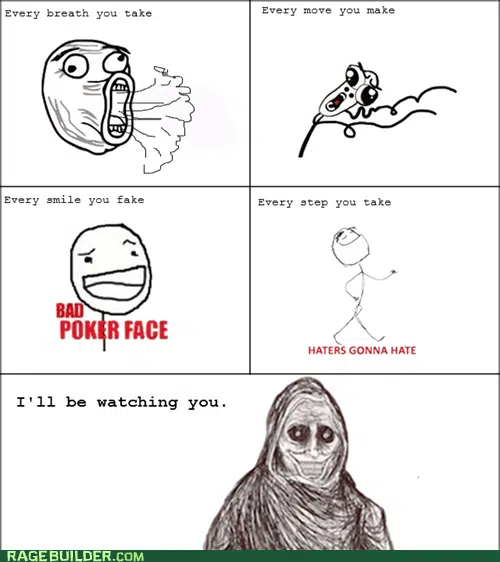 Every breath you take
Every move you make
Every smile you fake
BAD
POKER FACE
Every step you take
HATERS GONNA HATE
I'll be watching you.
RAGEBUILDER.COM